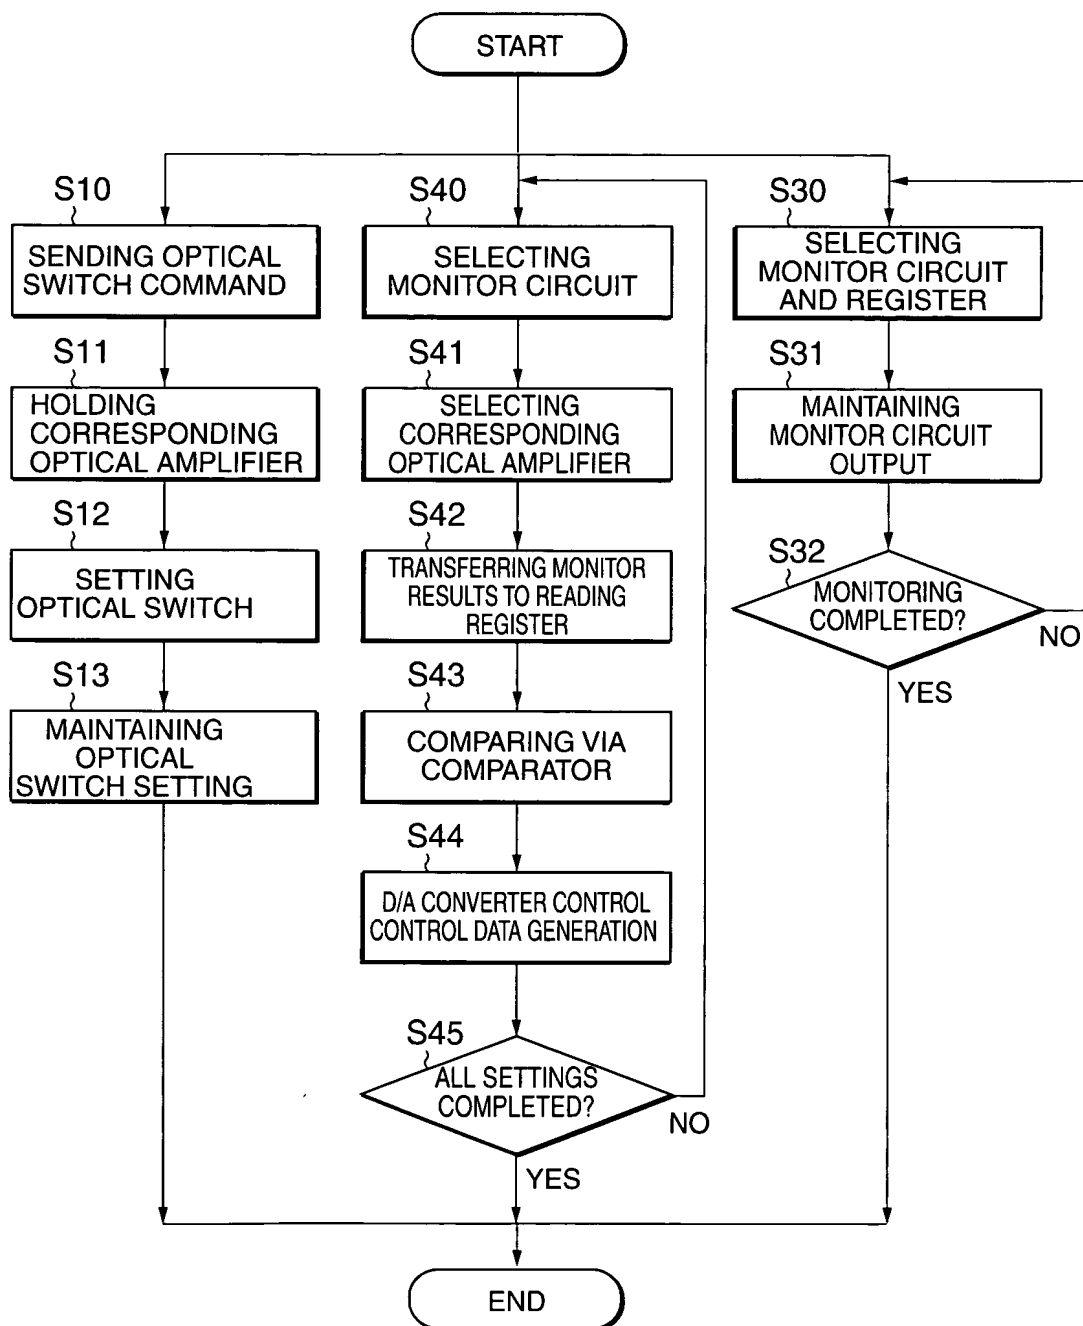 START
S10
SENDING OPTICAL
SWITCH COMMAND
S11
HOLDING
CORRESPONDING
OPTICAL AMPLIFIER
S12
SETTING
OPTICAL SWITCH
S13
MAINTAINING
OPTICAL
SWITCH SETTING
S40
SELECTING
MONITOR CIRCUIT
S41
SELECTING
CORRESPONDING
OPTICAL AMPLIFIER
S42
TRANSFERRING MONITOR
RESULTS TO READING
REGISTER
S43
COMPARING VIA
COMPARATOR
S44
D/A CONVERTER CONTROL
CONTROL DATA GENERATION
S45
ALL SETTINGS
COMPLETED?
NO
YES
S30
SELECTING
MONITOR CIRCUIT
AND REGISTER
S31
MAINTAINING
MONITOR CIRCUIT
OUTPUT
S32
MONITORING
COMPLETED?
NO
YES
END